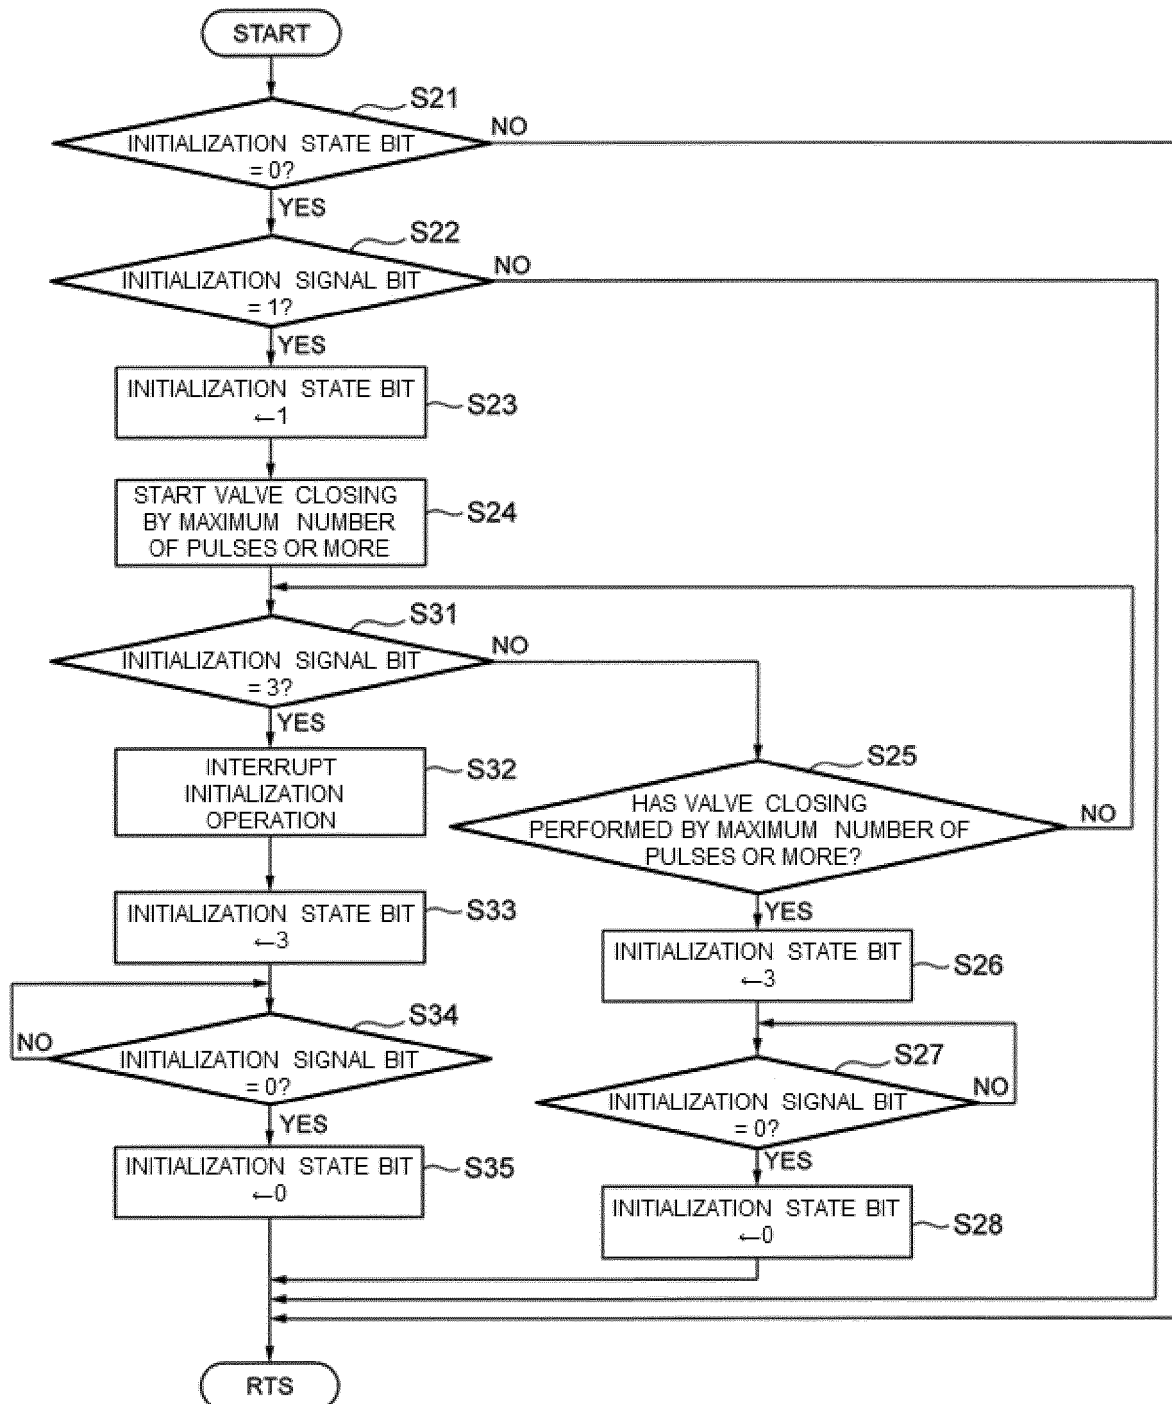 START
S21
INITIALIZATION STATE BIT
= 0?
NO
YES
S22
INITIALIZATION SIGNAL BIT
= 1?
NO
YES
INITIALIZATION STATE BIT
←1
S23
START VALVE CLOSING
BY MAXIMUM NUMBER
OF PULSES OR MORE
S24
S31
INITIALIZATION SIGNAL BIT
= 3?
NO
YES
INTERRUPT
INITIALIZATION
OPERATION
S32
S25
HAS VALVE CLOSING
PERFORMED BY MAXIMUM NUMBER OF
PULSES OR MORE?
NO
YES
INITIALIZATION STATE BIT
←3
S33
INITIALIZATION STATE BIT
←3
S26
S34
INITIALIZATION SIGNAL BIT
= 0?
NO
YES
S27
INITIALIZATION SIGNAL BIT
= 0?
NO
YES
INITIALIZATION STATE BIT
←0
S35
INITIALIZATION STATE BIT
←0
S28
RTS